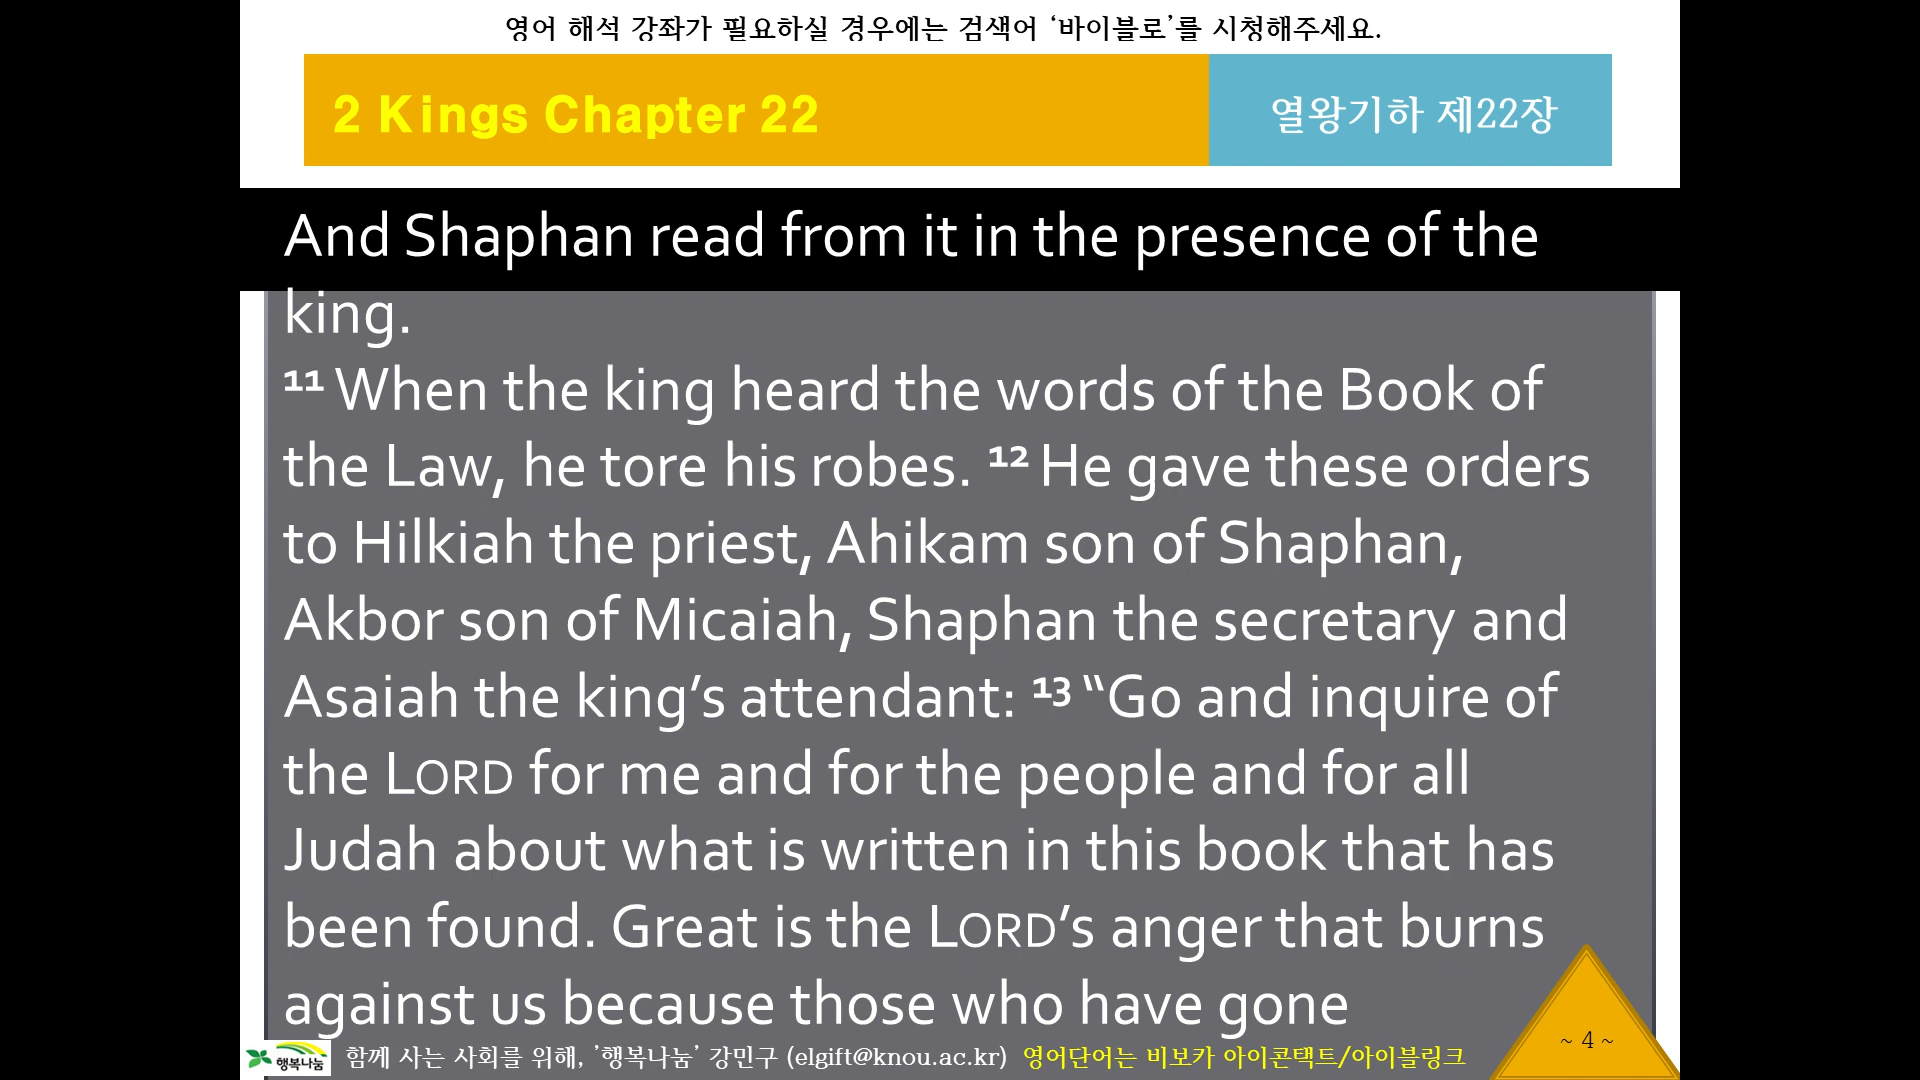 영어 해석 강좌가 필요하실 경우에는 검색어 ‘바이블로’를 시청해주세요.
2 Kings Chapter 22
열왕기하 제22장
And Shaphan read from it in the presence of the
king.
11 When the king heard the words of the Book of
the Law, he tore his robes. 12 He gave these orders
to Hilkiah the priest, Ahikam son of Shaphan,
Akbor son of Micaiah, Shaphan the secretary and
Asaiah the king’s attendant: 13 “Go and inquire of
the LORD for me and for the people and for all
Judah about what is written in this book that has
been found. Great is the LORD’s anger that burns
against us because those who have gone
~ 4 ~
행복나눔
함께 사는 사회를 위해, ’행복나눔’ 강민구 (elgift@knou.ac.kr) 영어단어는 비보카 아이콘택트/아이블링크